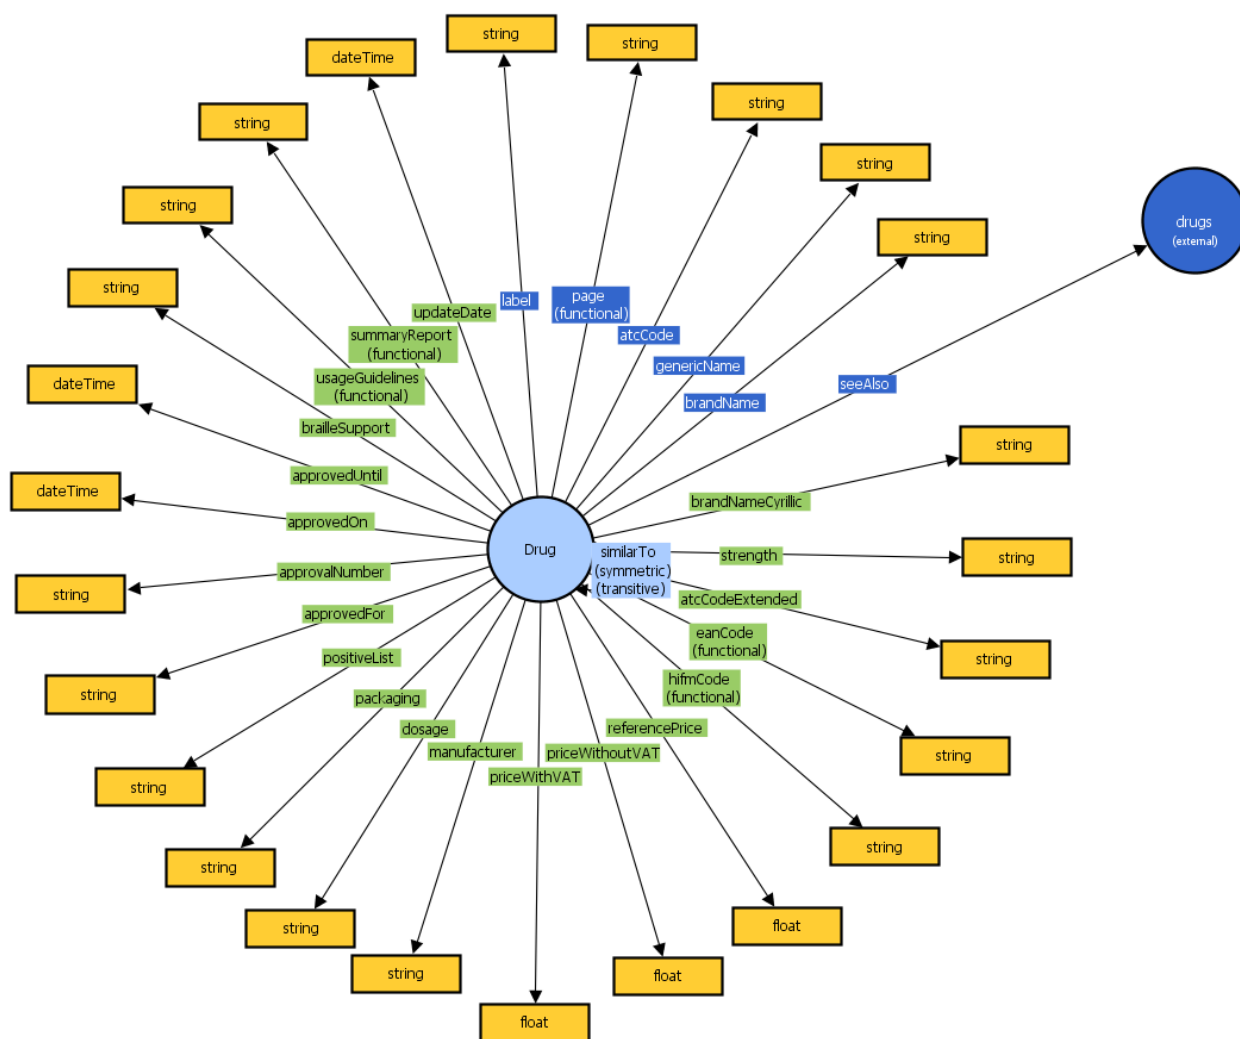 string
string
dateTime
string
string
string
string
string
drugs
(external)
string
string
dateTime
dateTime
string
string
string
string
string
string
string
string
string
string
string
string
float
float
float
label
page
(functional)
updateDate
atcCode
summaryReport
(functional)
genericName
usageGuidelines
(functional)
seeAlso
brandName
brailleSupport
approvedUntil
brandNameCyrillic
approvedOn
Drug
similarTo
(symmetric)
(transitive)
strength
approvalNumber
atcCodeExtended
approvedFor
eanCode
(functional)
positiveList
hifmCode
(functional)
packaging
dosage
referencePrice
manufacturer
priceWithoutVAT
priceWithVAT